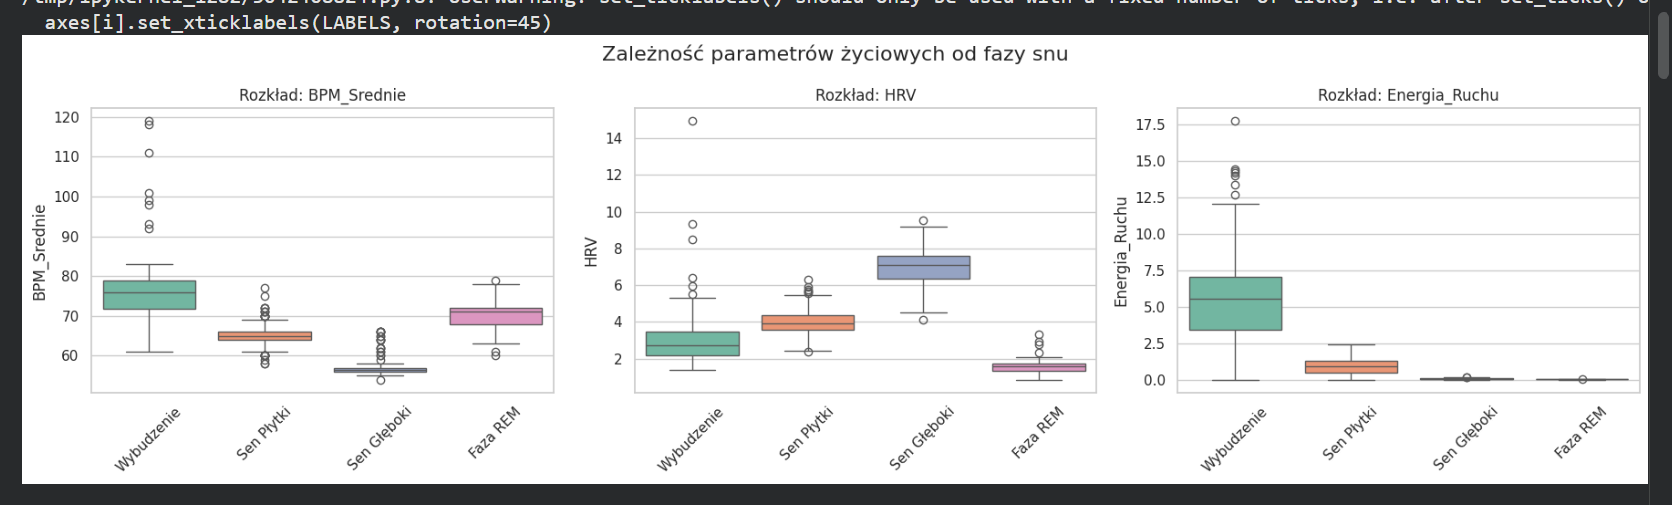 axes[i].set_xticklabels(LABELS, rotation=45)
Zależność parametrów życiowych od fazy snu
Rozkład: BPM_Srednie
BPM_Srednie
120
110
100
90
80
70
60
Wybudzenie
Sen Płytki
Sen Głęboki
Faza REM
Rozkład: HRV
HRV
14
12
10
8
6
4
2
Wybudzenie
Sen Płytki
Sen Głęboki
Faza REM
Rozkład: Energia_Ruchu
Energia_Ruchu
17.5
15.0
12.5
10.0
7.5
5.0
2.5
0.0
Wybudzenie
Sen Płytki
Sen Głęboki
Faza REM